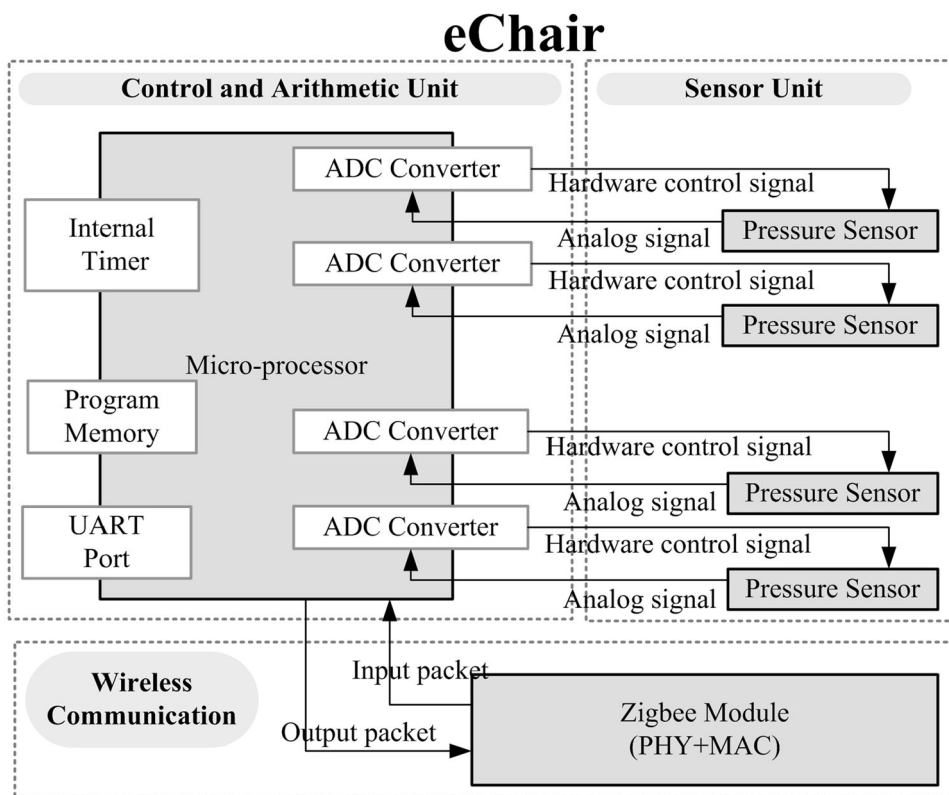 eChair
Control and Arithmetic Unit
Sensor Unit
ADC Converter
Hardware control signal
Internal
Timer
Analog signal
Pressure Sensor
ADC Converter
Hardware control signal
Analog signal
Pressure Sensor
Micro-processor
Program
Memory
ADC Converter
Hardware control signal
Analog signal
Pressure Sensor
UART
Port
ADC Converter
Hardware control signal
Analog signal
Pressure Sensor
Wireless
Communication
Input packet
Output packet
Zigbee Module
(PHY+MAC)